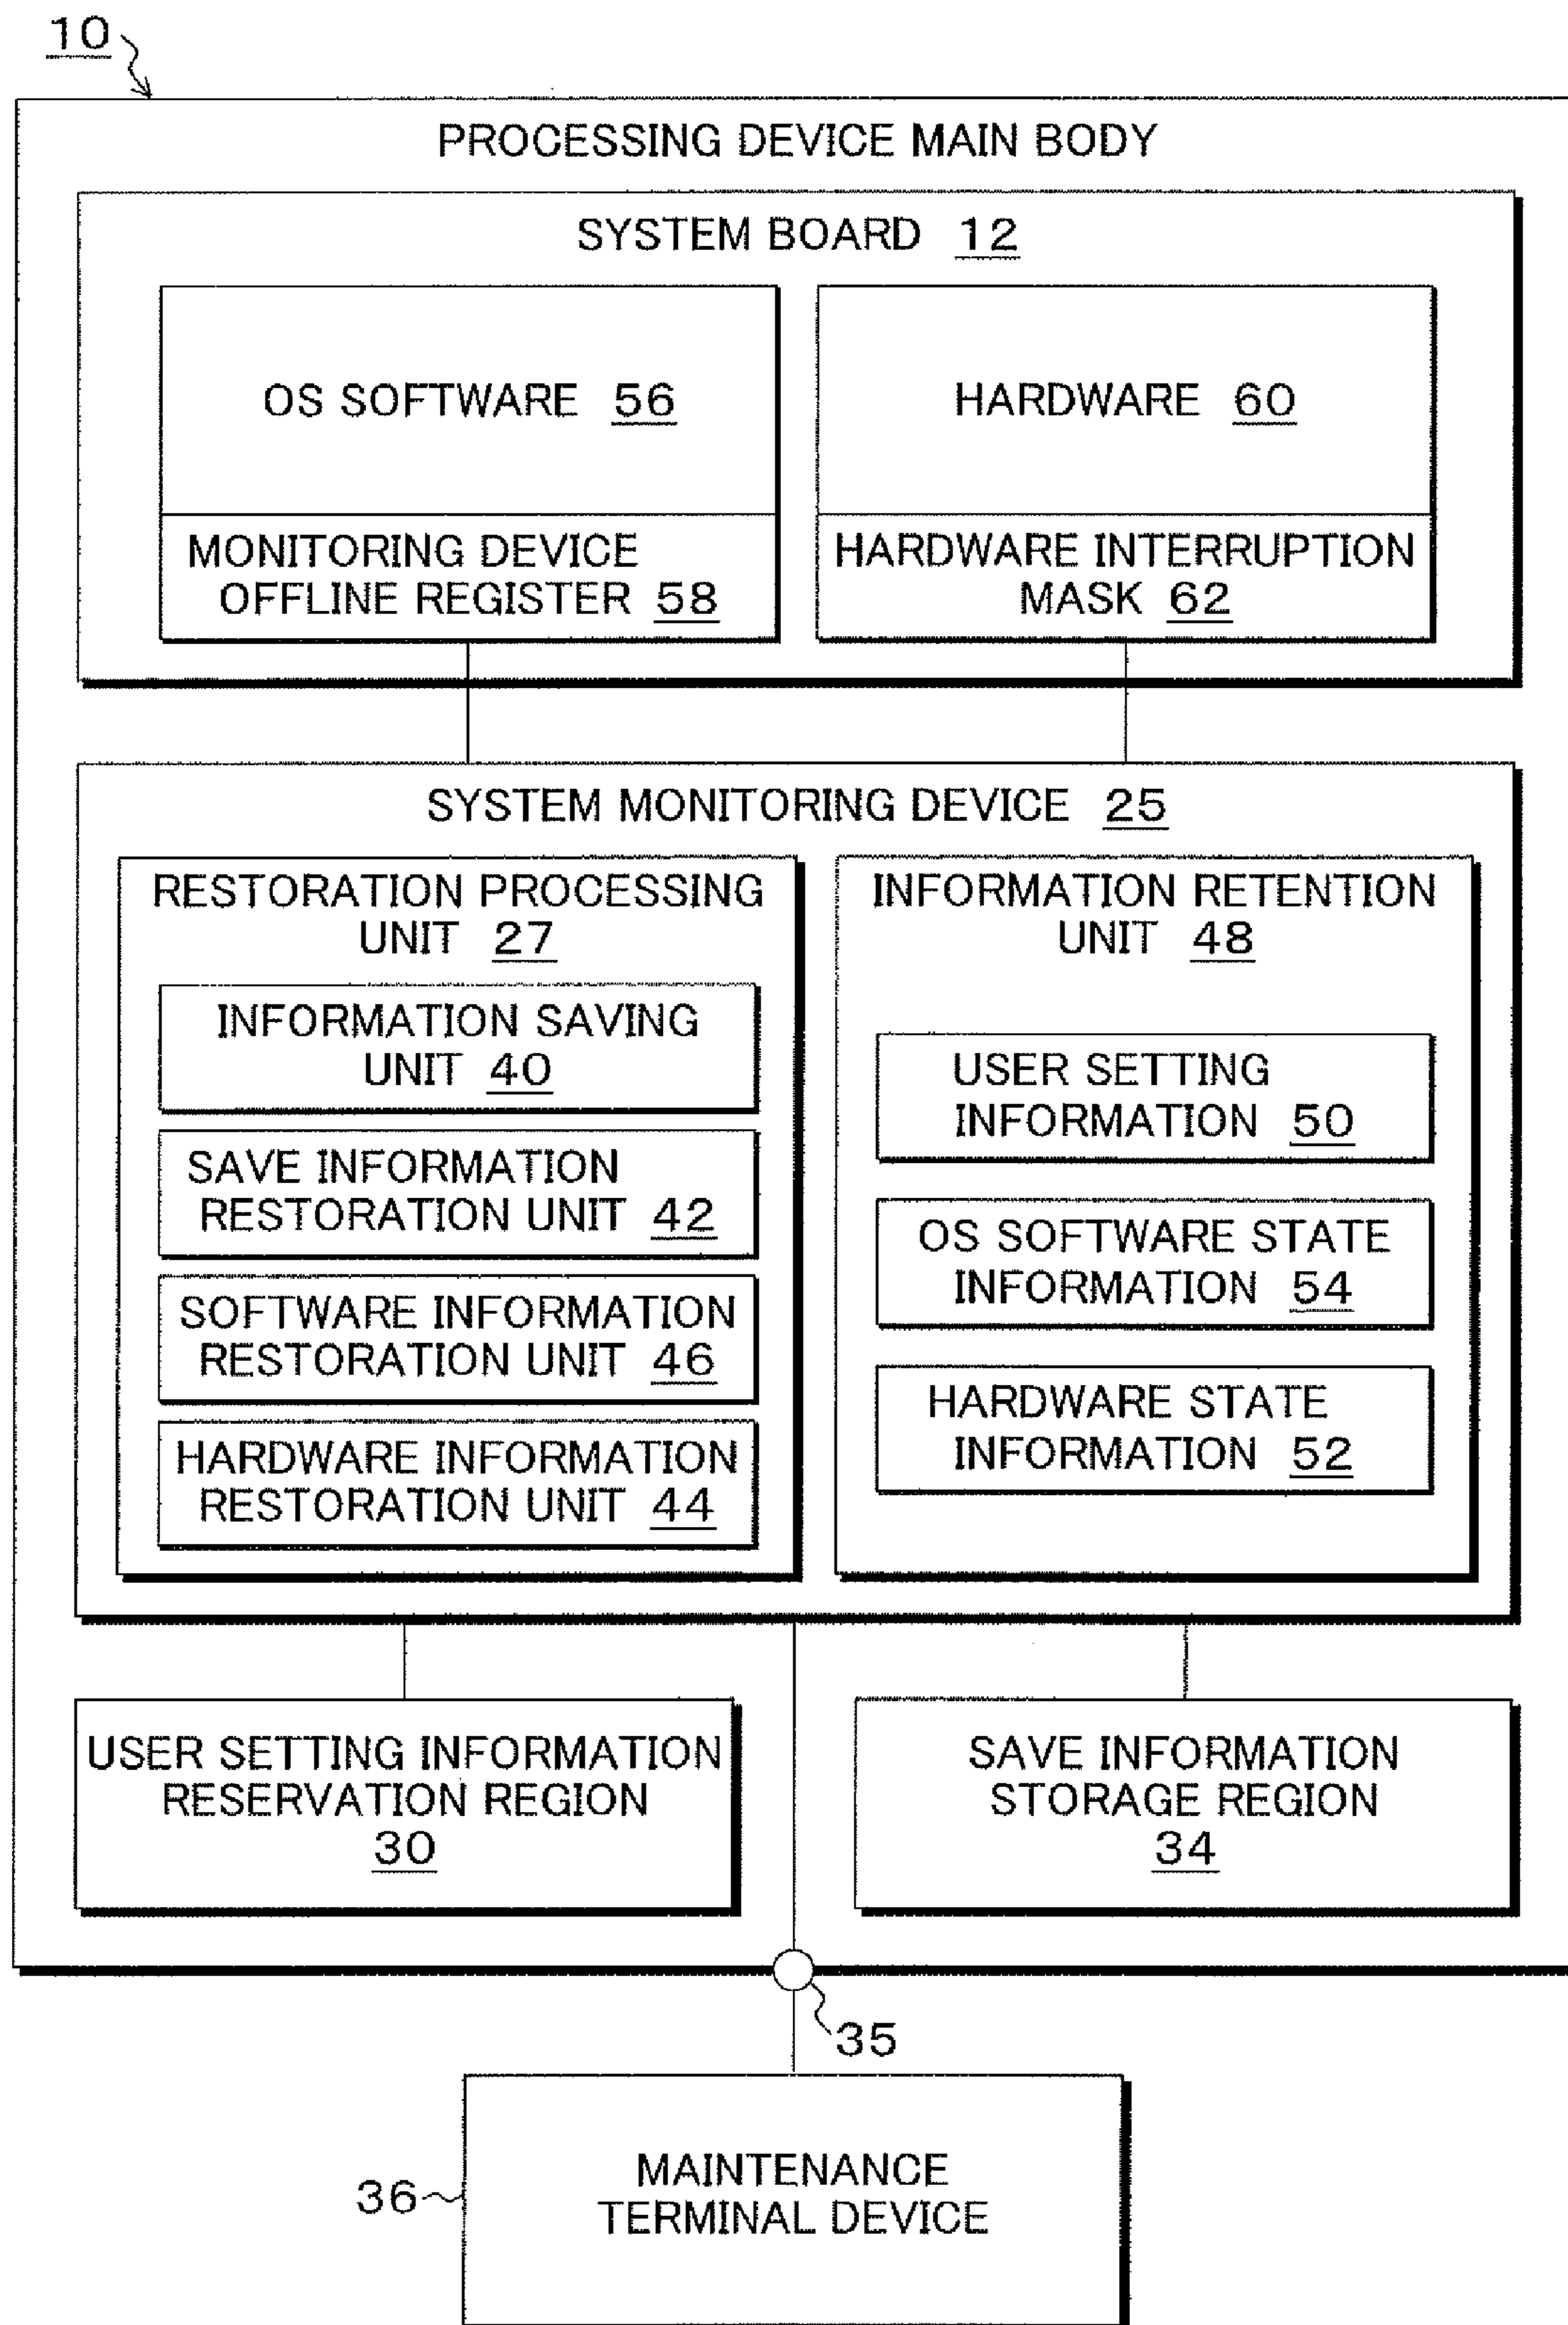 10
PROCESSING DEVICE MAIN BODY
SYSTEM BOARD 12
OS SOFTWARE 56
MONITORING DEVICE
OFFLINE REGISTER 58
HARDWARE 60
HARDWARE INTERRUPTION
MASK 62
SYSTEM MONITORING DEVICE 25
RESTORATION PROCESSING
UNIT 27
INFORMATION SAVING
UNIT 40
SAVE INFORMATION
RESTORATION UNIT 42
SOFTWARE INFORMATION
RESTORATION UNIT 46
HARDWARE INFORMATION
RESTORATION UNIT 44
INFORMATION RETENTION
UNIT 48
USER SETTING
INFORMATION 50
OS SOFTWARE STATE
INFORMATION 54
HARDWARE STATE
INFORMATION 52
USER SETTING INFORMATION
RESERVATION REGION
30
SAVE INFORMATION
STORAGE REGION
34
35
36
MAINTENANCE
TERMINAL DEVICE